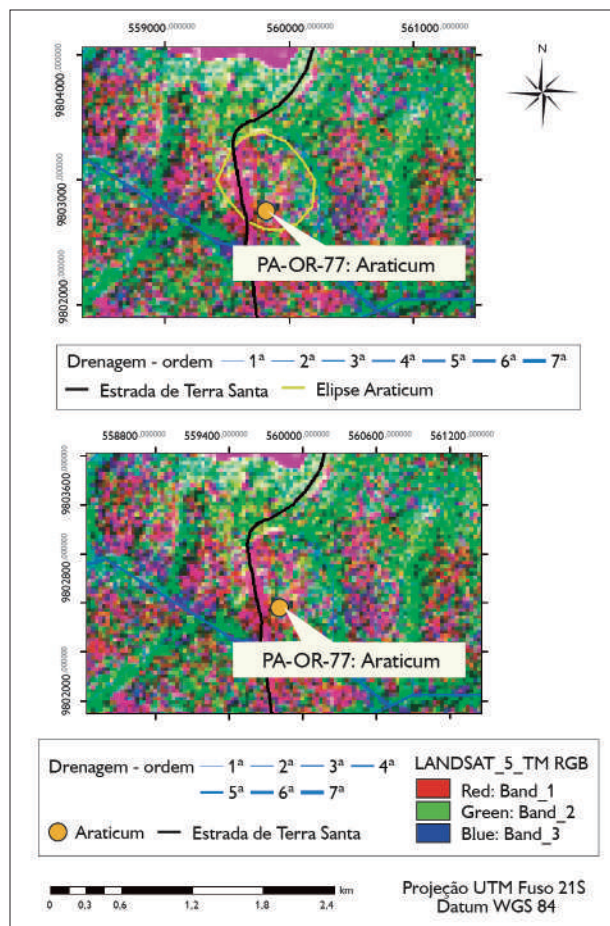 559000,000000 560000,000000 561000,000000
N
9804000,000000
9803000,000000
9802000,000000
PA-OR-77: Araticum
Drenagem - ordem 1ª 2ª 3ª 4ª 5ª 6ª 7ª
Estrada de Terra Santa Elipse Araticum
558800,000000 559400,000000 560000,000000 560600,000000 561200,000000
9803600,000000
9802800,000000
9802000,000000
PA-OR-77: Araticum
Drenagem - ordem 1ª 2ª 3ª 4ª
5ª 6ª 7ª
Araticum Estrada de Terra Santa
LANDSAT_5_TM RGB
Red: Band_1
Green: Band_2
Blue: Band_3
km
0 0,3 0,6 1,2 1,8 2,4
Projeção UTM Fuso 21S
Datum WGS 84